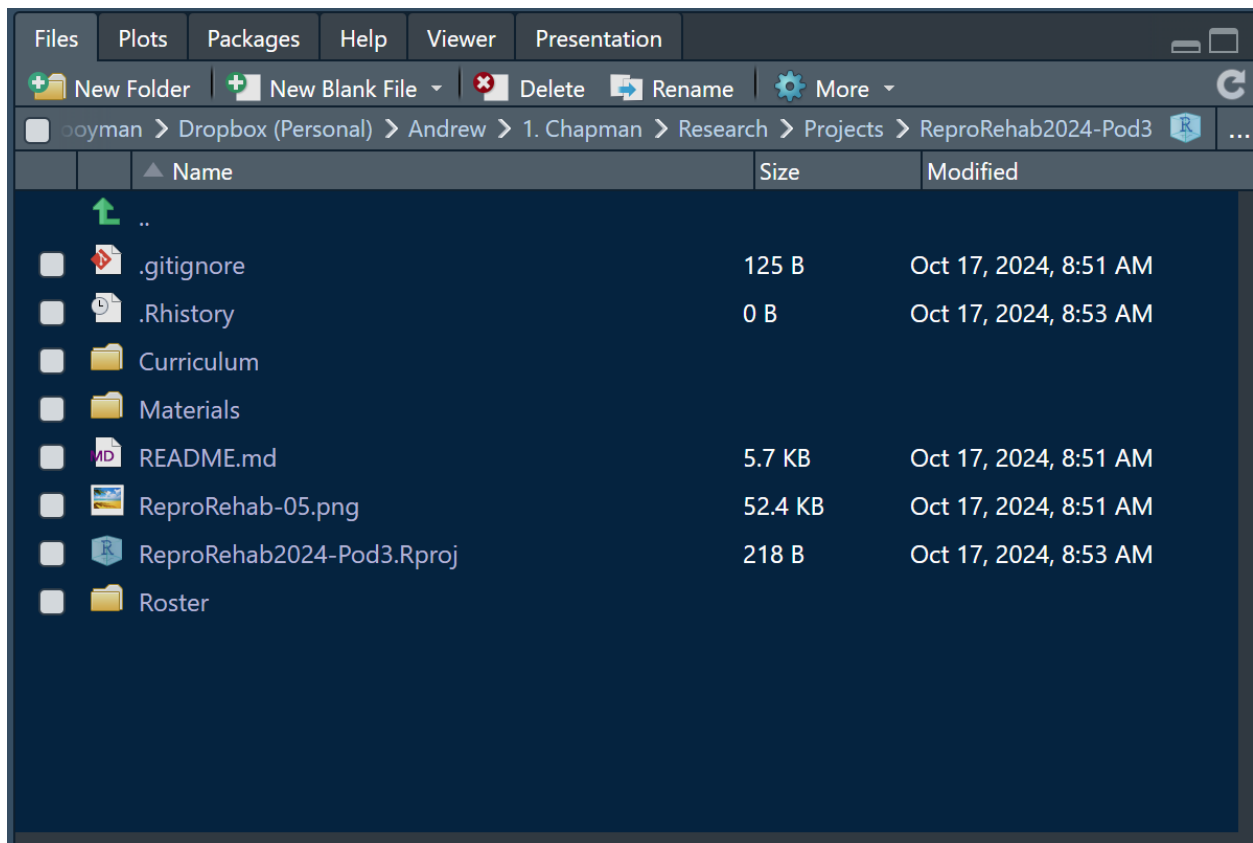 Files Plots Packages Help Viewer Presentation
New Folder New Blank File Delete Rename More
Dropbox (Personal) > Andrew > 1. Chapman > Research > Projects > ReproRehab2024-Pod3 R ...
Name Size Modified
..
.gitignore 125 B Oct 17, 2024, 8:51 AM
.Rhistory 0 B Oct 17, 2024, 8:53 AM
Curriculum
Materials
MD README.md 5.7 KB Oct 17, 2024, 8:51 AM
ReproRehab-05.png 52.4 KB Oct 17, 2024, 8:51 AM
R ReproRehab2024-Pod3.Rproj 218 B Oct 17, 2024, 8:53 AM
Roster